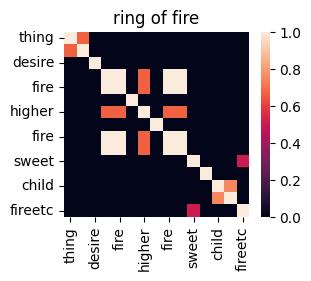 ring of fire
thing
desire
fire
higher
fire
sweet
child
fireetc
1.0
0.8
0.6
0.4
0.2
0.0
thing
desire
fire
higher
fire
sweet
child
fireetc